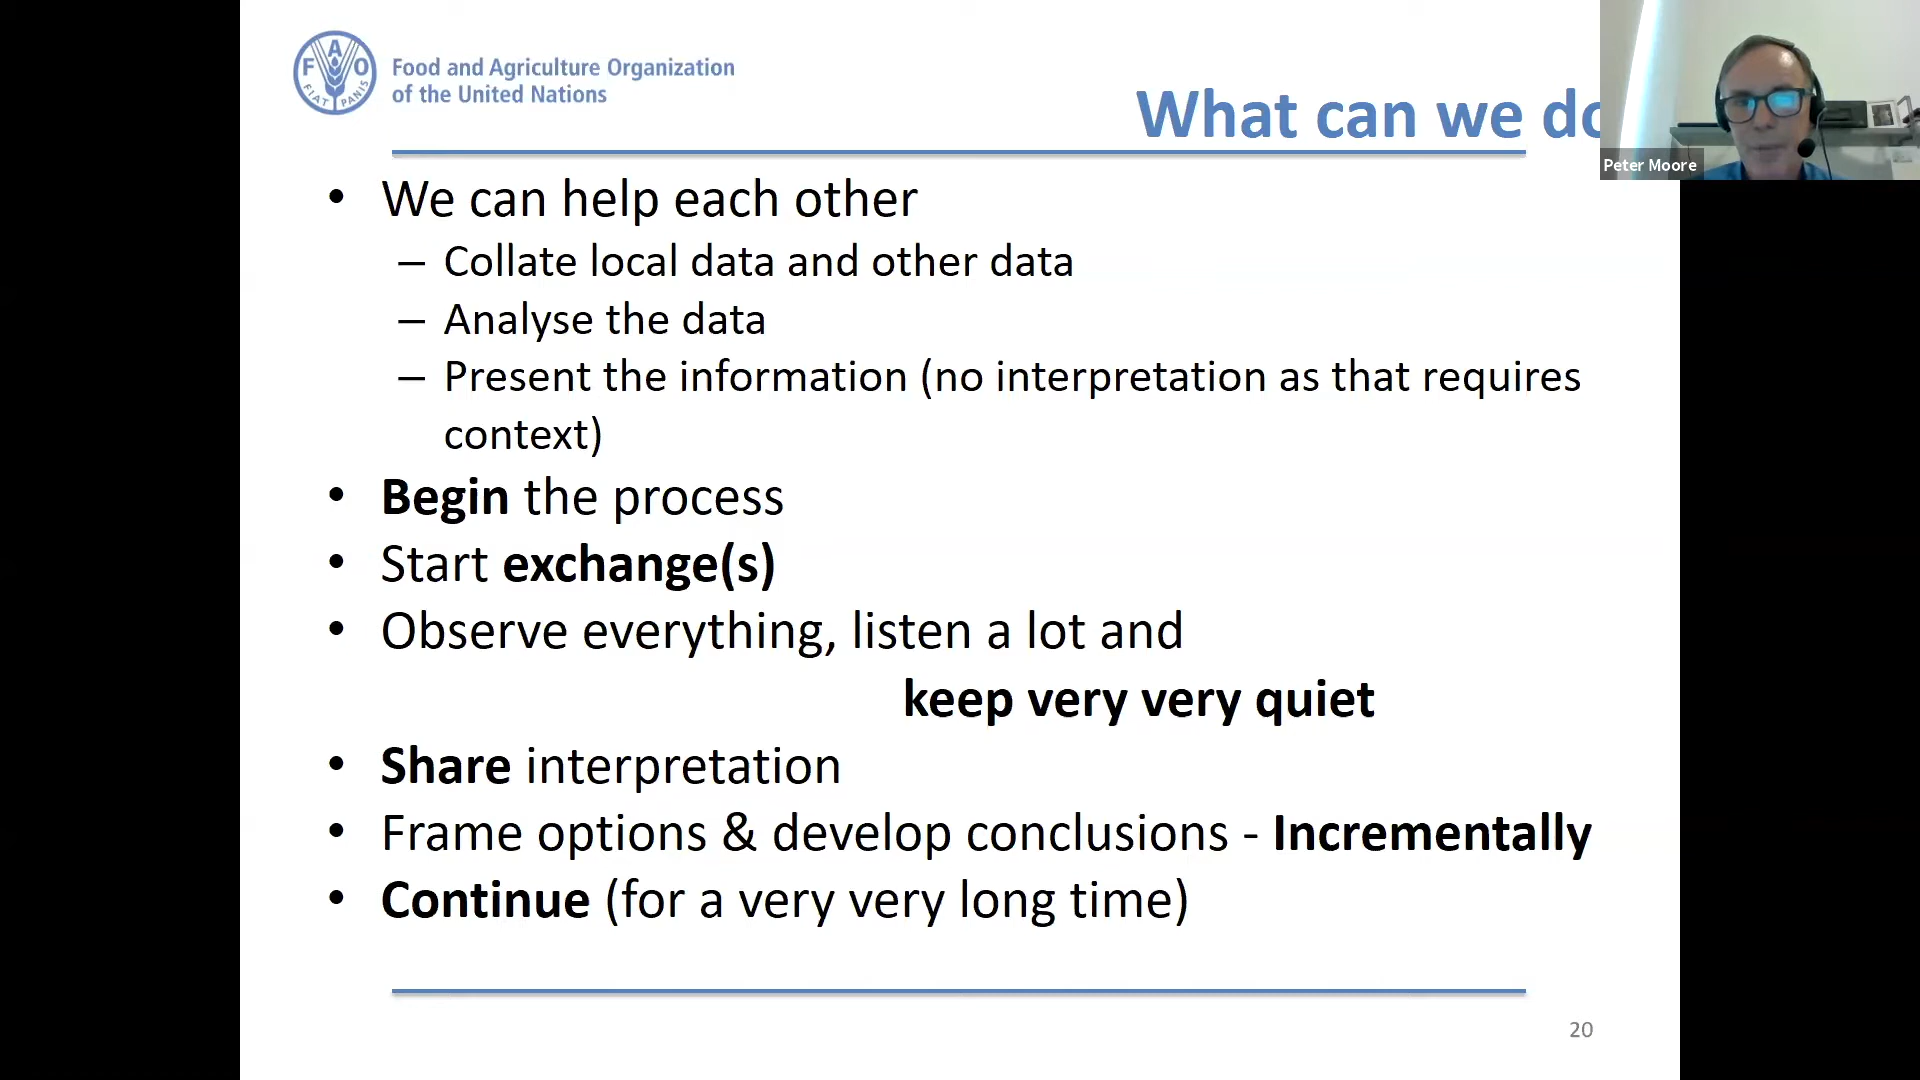 FAO
FIAT PANIS
Food and Agriculture Organization
of the United Nations
What can we do
Peter Moore
• We can help each other
– Collate local data and other data
– Analyse the data
– Present the information (no interpretation as that requires
context)
• Begin the process
• Start exchange(s)
• Observe everything, listen a lot and
keep very very quiet
• Share interpretation
• Frame options & develop conclusions - Incrementally
• Continue (for a very very long time)
20